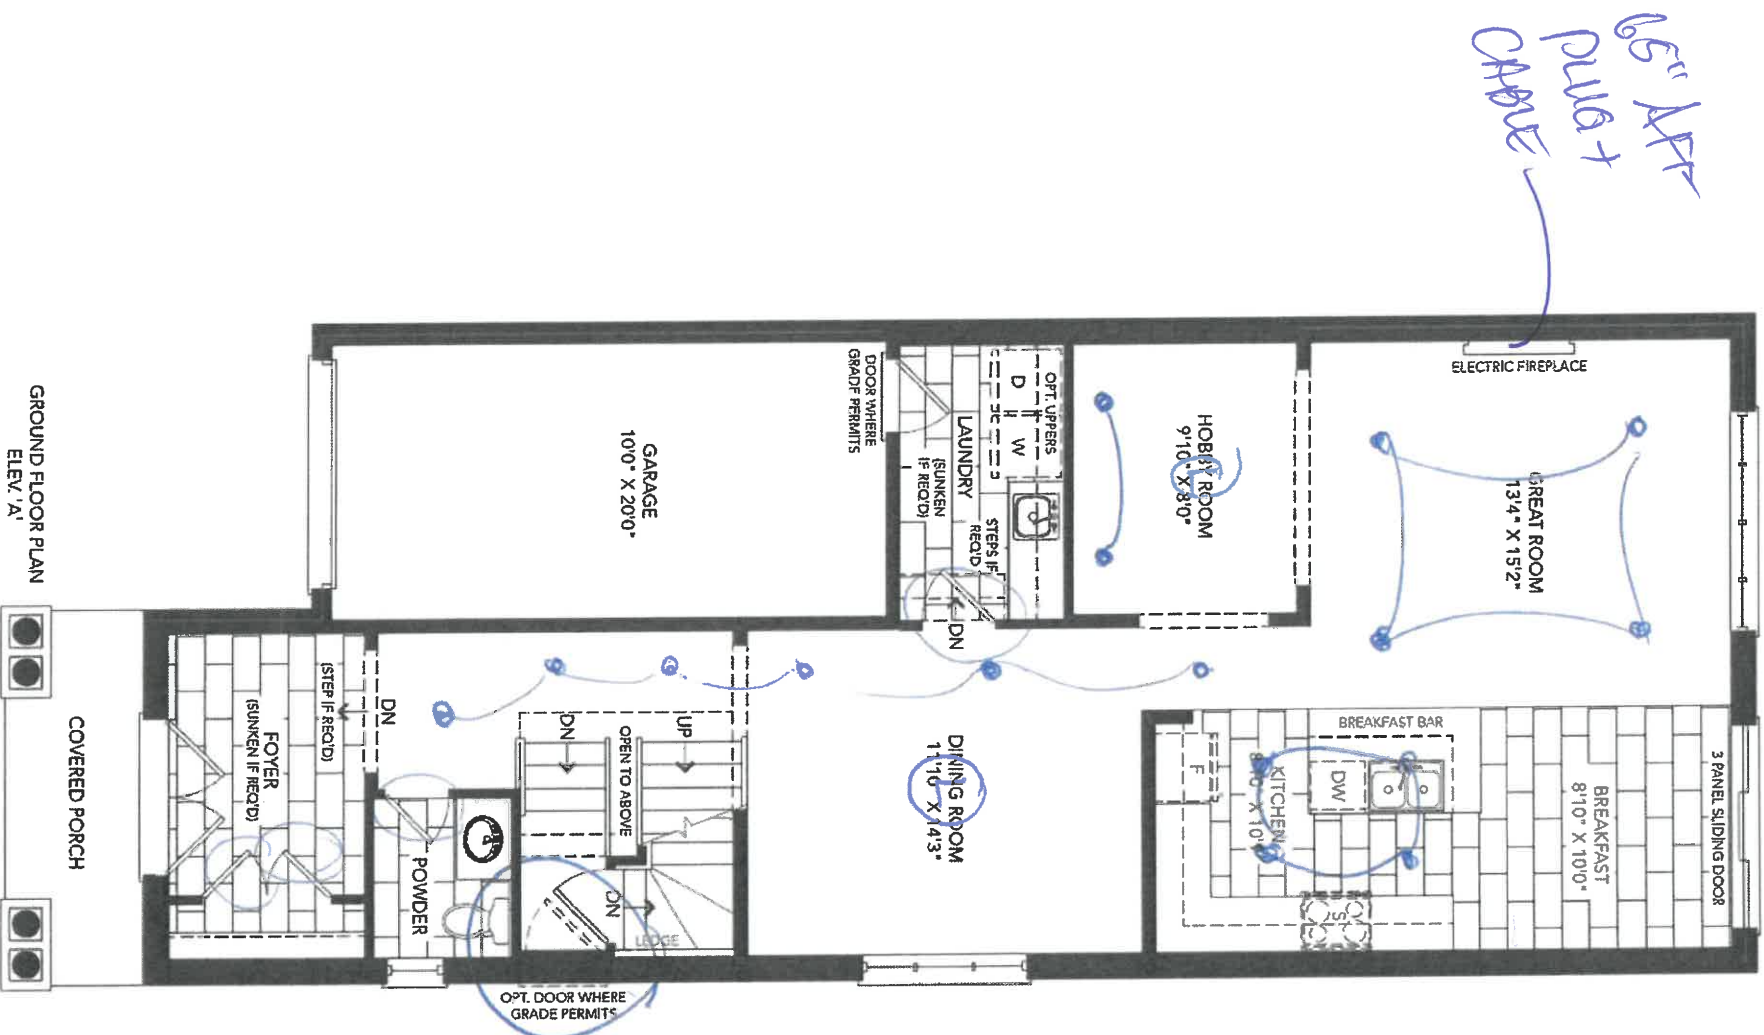 65" AFF
PLUG +
CABLE
ELECTRIC FIREPLACE
GREAT ROOM
13'4" X 15'2"
HOBBY ROOM
9'10" X 8'0"
OPT. UPPERS
D
W
LAUNDRY
(SUNKEN
IF REQ'D)
STEPS IF
REQ'D
DN
DOOR WHERE
GRADE PERMITS
GARAGE
10'0" X 20'0"
3 PANEL SLIDING DOOR
BREAKFAST
8'10" X 10'0"
BREAKFAST BAR
DW
KITCHEN
F
S
DINING ROOM
11'10" X 14'3"
UP
OPEN TO ABOVE
DN
DN
LEDGE
OPT. DOOR WHERE
GRADE PERMITS
POWDER
DN
(STEP IF REQ'D)
FOYER
(SUNKEN IF REQ'D)
COVERED PORCH
GROUND FLOOR PLAN
ELEV. 'A'